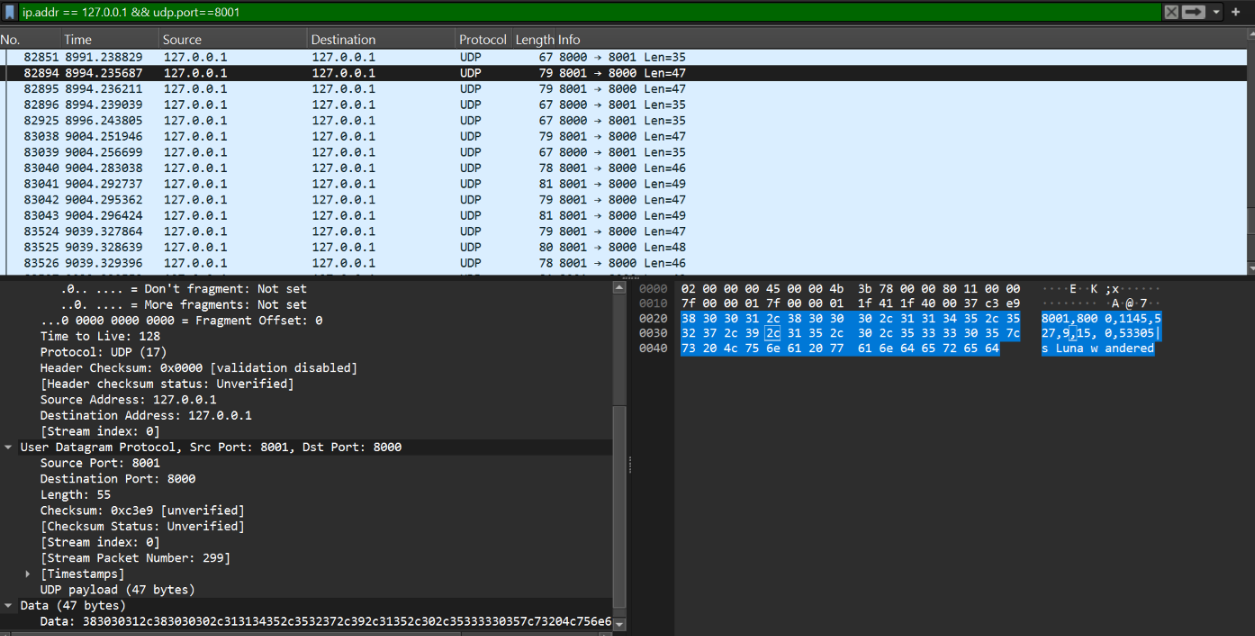 ip.addr == 127.0.0.1 && udp.port==8001
No. Time Source Destination Protocol Length Info
82851 8991.238829 127.0.0.1 127.0.0.1 UDP 67 8000 → 8001 Len=35
82894 8994.235687 127.0.0.1 127.0.0.1 UDP 79 8001 → 8000 Len=47
82895 8994.236211 127.0.0.1 127.0.0.1 UDP 79 8001 → 8000 Len=47
82896 8994.239039 127.0.0.1 127.0.0.1 UDP 67 8000 → 8001 Len=35
82925 8996.243805 127.0.0.1 127.0.0.1 UDP 67 8000 → 8001 Len=35
83038 9004.251946 127.0.0.1 127.0.0.1 UDP 79 8001 → 8000 Len=47
83039 9004.256699 127.0.0.1 127.0.0.1 UDP 67 8000 → 8001 Len=35
83040 9004.283038 127.0.0.1 127.0.0.1 UDP 78 8001 → 8000 Len=46
83041 9004.292737 127.0.0.1 127.0.0.1 UDP 81 8001 → 8000 Len=49
83042 9004.295362 127.0.0.1 127.0.0.1 UDP 79 8001 → 8000 Len=47
83043 9004.296424 127.0.0.1 127.0.0.1 UDP 81 8001 → 8000 Len=49
83524 9039.327864 127.0.0.1 127.0.0.1 UDP 79 8001 → 8000 Len=47
83525 9039.328639 127.0.0.1 127.0.0.1 UDP 80 8001 → 8000 Len=48
83526 9039.329396 127.0.0.1 127.0.0.1 UDP 78 8001 → 8000 Len=46
.0.. .... = Don't fragment: Not set
..0. .... = More fragments: Not set
...0 0000 0000 0000 = Fragment Offset: 0
Time to Live: 128
Protocol: UDP (17)
Header Checksum: 0x0000 [validation disabled]
[Header checksum status: Unverified]
Source Address: 127.0.0.1
Destination Address: 127.0.0.1
[Stream index: 0]
User Datagram Protocol, Src Port: 8001, Dst Port: 8000
Source Port: 8001
Destination Port: 8000
Length: 55
Checksum: 0xc3e9 [unverified]
[Checksum Status: Unverified]
[Stream index: 0]
[Stream Packet Number: 299]
[Timestamps]
UDP payload (47 bytes)
Data (47 bytes)
Data: 383030312c383030302c313134352c3532372c392c31352c302c35333330357c73204c756e6
0000 02 00 00 00 45 00 00 4b 3b 78 00 00 80 11 00 00 ····E··K ;x······
0010 7f 00 00 01 7f 00 00 01 1f 41 1f 40 00 37 c3 e9 ········ ·A·@·7··
0020 38 30 30 31 2c 38 30 30 30 2c 31 31 34 35 2c 35 8001,800 0,1145,5
0030 32 37 2c 39 2c 31 35 2c 30 2c 35 33 33 30 35 7c 27,9,15, 0,53305|
0040 73 20 4c 75 6e 61 20 77 61 6e 64 65 72 65 64 s Luna w andered